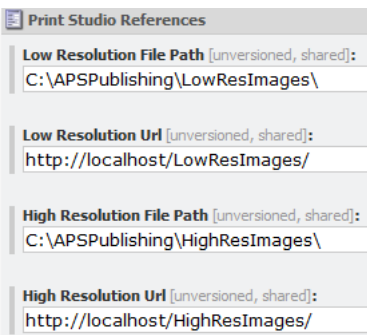 Print Studio References
Low Resolution File Path [unversioned, shared]:
C:\APSPublishing\LowResImages\
Low Resolution Url [unversioned, shared]:
http://localhost/LowResImages/
High Resolution File Path [unversioned, shared]:
C:\APSPublishing\HighResImages\
High Resolution Url [unversioned, shared]:
http://localhost/HighResImages/